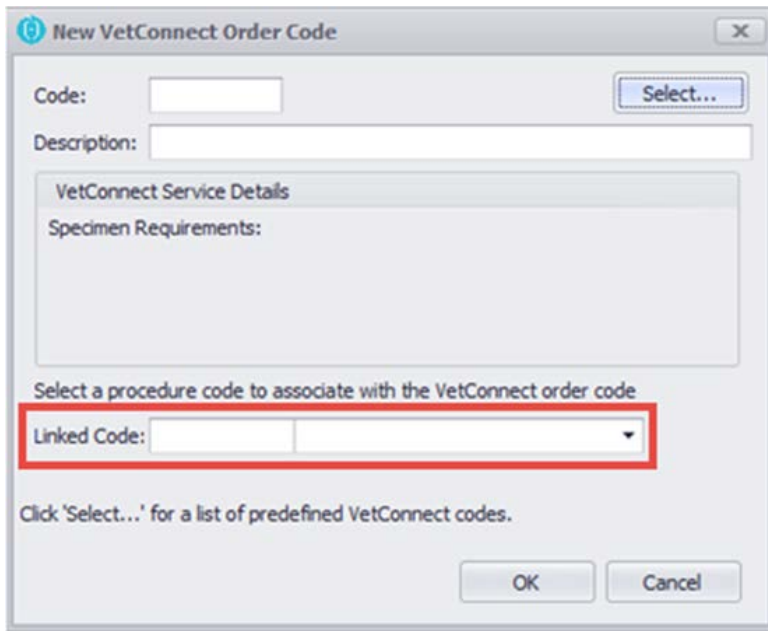 New VetConnect Order Code
Code:
Select...
Description:
VetConnect Service Details
Specimen Requirements:
Select a procedure code to associate with the VetConnect order code
Linked Code:
Click 'Select...' for a list of predefined VetConnect codes.
OK
Cancel